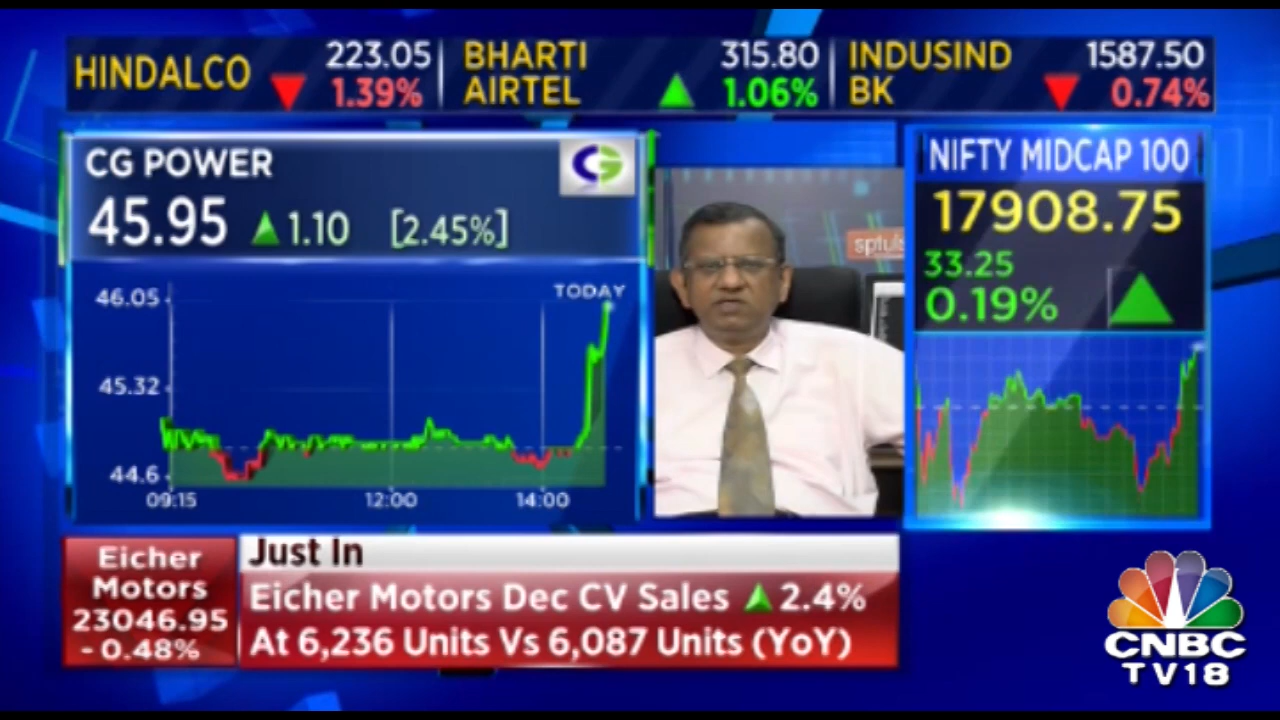 HINDALCO 223.05
1.39%
BHARTI 315.80
AIRTEL 1.06%
INDUSIND 1587.50
BK 0.74%
CG POWER
CG
45.95 1.10 [2.45%]
TODAY
46.05
45.32
44.6
09:15 12:00 14:00
NIFTY MIDCAP 100
17908.75
33.25
0.19%
Eicher
Motors
23046.95
- 0.48%
Just In
Eicher Motors Dec CV Sales 2.4%
At 6,236 Units Vs 6,087 Units (YoY)
CNBC
TV18